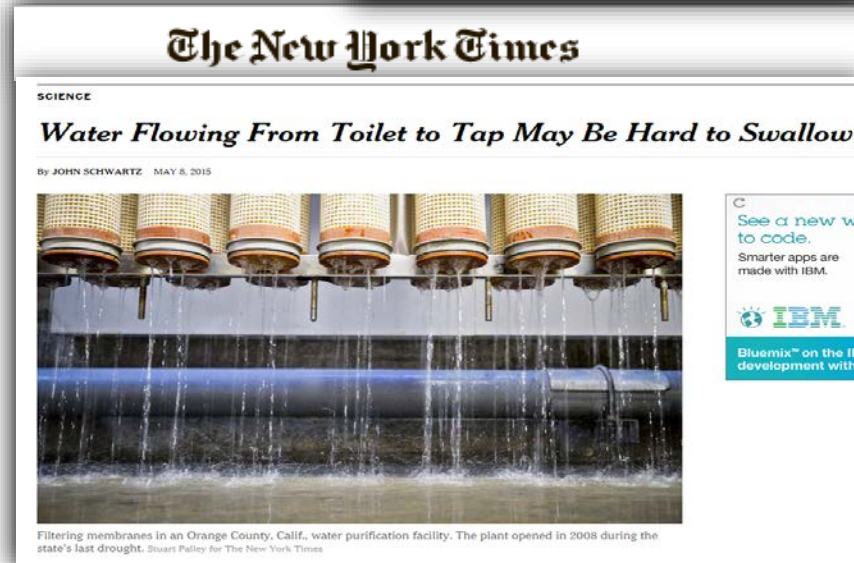 The New York Times
SCIENCE
Water Flowing From Toilet to Tap May Be Hard to Swallow
By JOHN SCHWARTZ MAY 8, 2015
See a new w
to code.
Smarter apps are
made with IBM.
IBM
Bluemix™ on the I
development with
Filtering membranes in an Orange County, Calif., water purification facility. The plant opened in 2008 during the
state's last drought. Stuart Palley for The New York Times